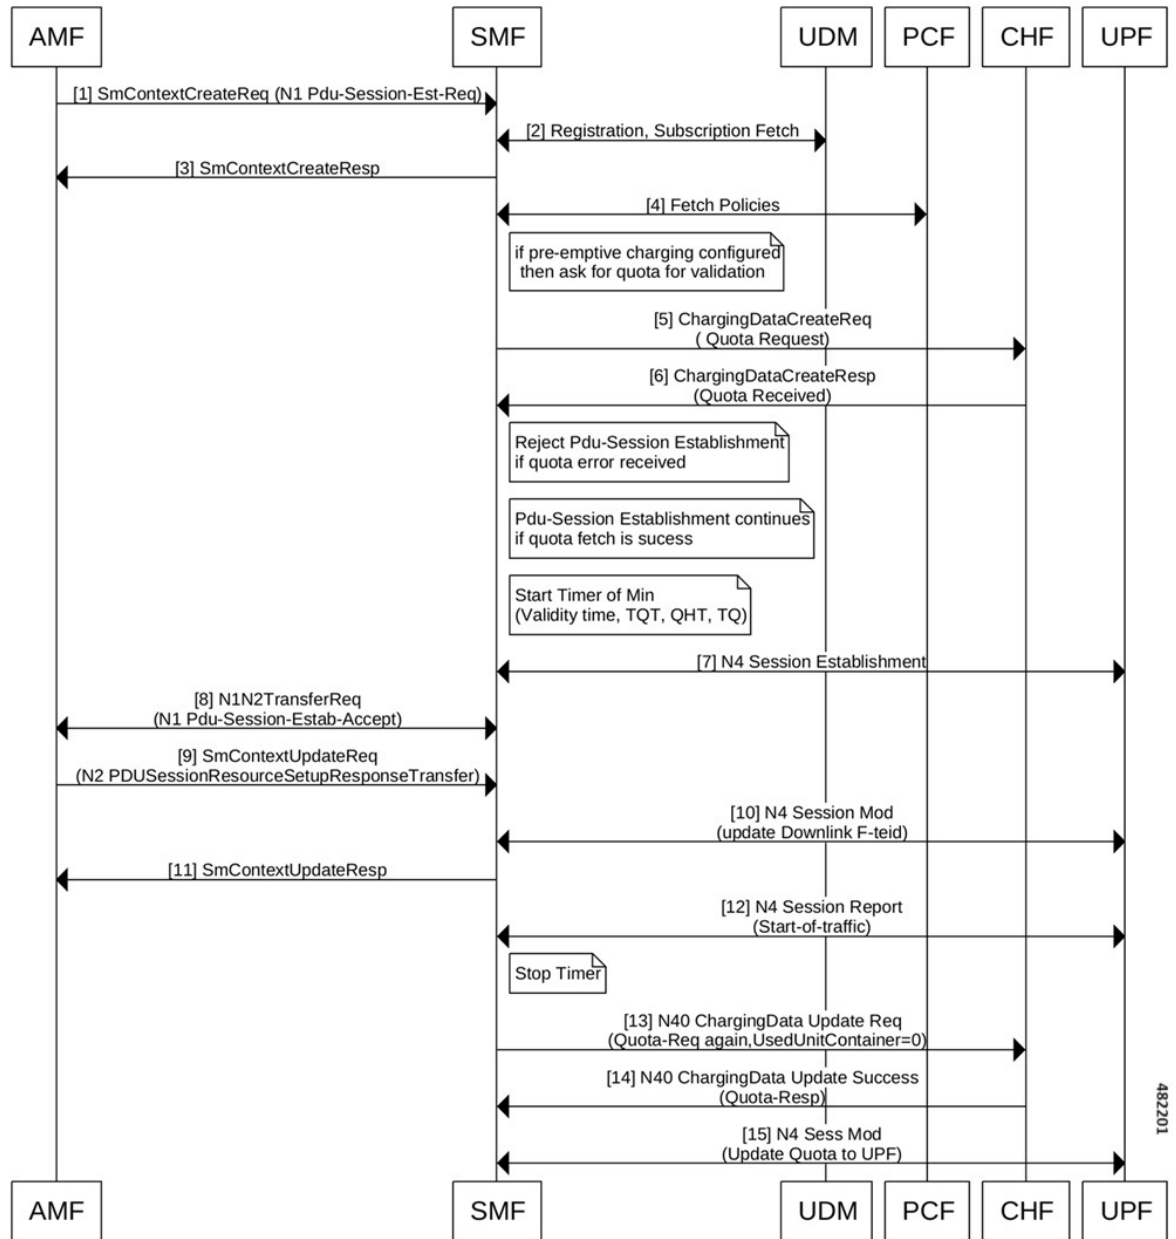 AMF SMF UDM PCF CHF UPF
[1] SmContextCreateReq (N1 Pdu-Session-Est-Req)
[2] Registration, Subscription Fetch
[3] SmContextCreateResp
[4] Fetch Policies
if pre-emptive charging configured
then ask for quota for validation
[5] ChargingDataCreateReq
( Quota Request)
[6] ChargingDataCreateResp
(Quota Received)
Reject Pdu-Session Establishment
if quota error received
Pdu-Session Establishment continues
if quota fetch is sucess
Start Timer of Min
(Validity time, TQT, QHT, TQ)
[7] N4 Session Establishment
[8] N1N2TransferReq
(N1 Pdu-Session-Estab-Accept)
[9] SmContextUpdateReq
(N2 PDUSessionResourceSetupResponseTransfer)
[10] N4 Session Mod
(update Downlink F-teid)
[11] SmContextUpdateResp
[12] N4 Session Report
(Start-of-traffic)
Stop Timer
[13] N40 ChargingData Update Req
(Quota-Req again,UsedUnitContainer=0)
[14] N40 ChargingData Update Success
(Quota-Resp)
[15] N4 Sess Mod
(Update Quota to UPF)
482201
AMF SMF UDM PCF CHF UPF